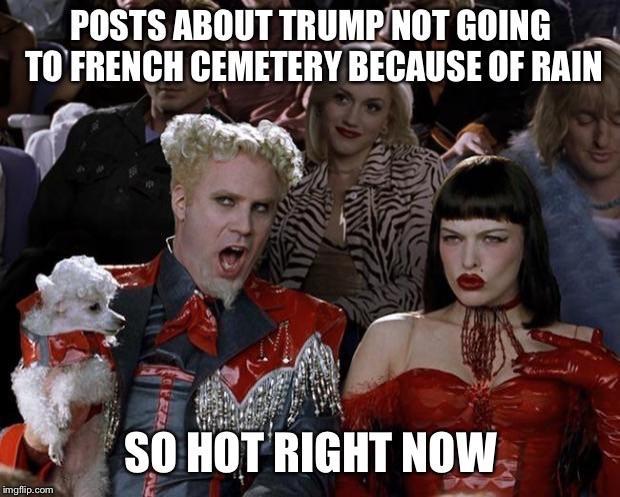 POSTS ABOUT TRUMP NOT GOING
TO FRENCH CEMETERY BECAUSE OF RAIN
SO HOT RIGHT NOW
imgflip.com